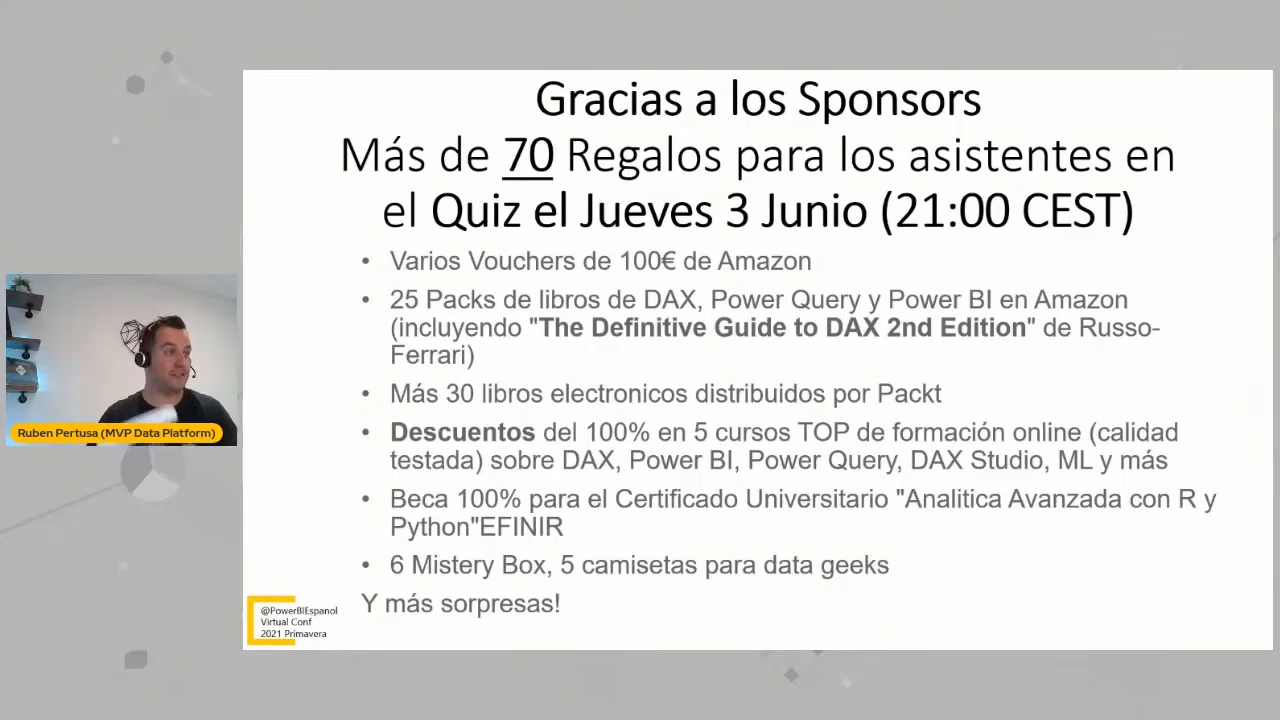 Gracias a los Sponsors
Más de 70 Regalos para los asistentes en
el Quiz el Jueves 3 Junio (21:00 CEST)
• Varios Vouchers de 100€ de Amazon
• 25 Packs de libros de DAX, Power Query y Power BI en Amazon
(incluyendo "The Definitive Guide to DAX 2nd Edition" de Russo-
Ferrari)
• Más 30 libros electronicos distribuidos por Packt
• Descuentos del 100% en 5 cursos TOP de formación online (calidad
testada) sobre DAX, Power BI, Power Query, DAX Studio, ML y más
• Beca 100% para el Certificado Universitario "Analitica Avanzada con R y
Python"EFINIR
• 6 Mistery Box, 5 camisetas para data geeks
Y más sorpresas!
Ruben Pertusa (MVP Data Platform)
@PowerBIEspanol
Virtual Conf
2021 Primavera